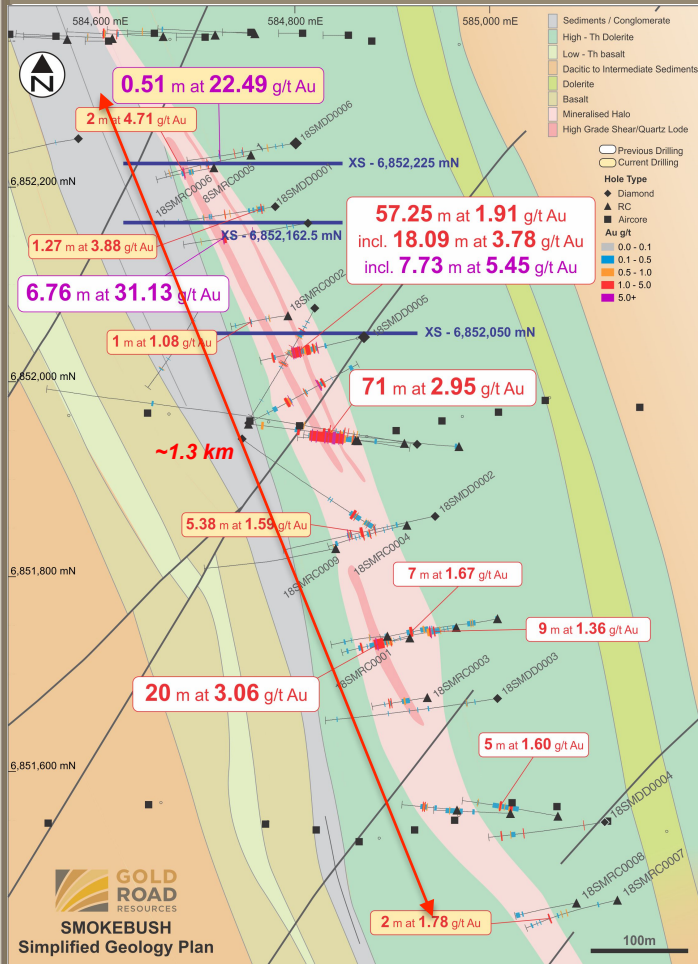 584,600 mE
584,800 mE
585,000 mE
Sediments / Conglomerate
High - Th Dolerite
Low - Th basalt
Dacitic to Intermediate Sediments
Dolerite
Basalt
Mineralised Halo
High Grade Shear/Quartz Lode
Previous Drilling
Current Drilling
Hole Type
Diamond
RC
Aircore
Au g/t
0.0 - 0.1
0.1 - 0.5
0.5 - 1.0
1.0 - 5.0
5.0+
N
0.51 m at 22.49 g/t Au
2 m at 4.71 g/t Au
18SMDD0006
XS - 6,852,225 mN
6,852,200 mN
18SMRC0006
8SMRC0005
18SMDD0001
57.25 m at 1.91 g/t Au
incl. 18.09 m at 3.78 g/t Au
incl. 7.73 m at 5.45 g/t Au
XS - 6,852,162.5 mN
1.27 m at 3.88 g/t Au
6.76 m at 31.13 g/t Au
18SMRC0002
18SMDD0005
XS - 6,852,050 mN
1 m at 1.08 g/t Au
6,852,000 mN
71 m at 2.95 g/t Au
~1.3 km
18SMDD0002
5.38 m at 1.59 g/t Au
18SMRC0004
18SMRC0009
6,851,800 mN
7 m at 1.67 g/t Au
9 m at 1.36 g/t Au
18SMRC0001
18SMRC0003
18SMDD0003
20 m at 3.06 g/t Au
5 m at 1.60 g/t Au
6,851,600 mN
18SMDD0004
18SMRC0008
18SMRC0007
2 m at 1.78 g/t Au
GOLD
ROAD
RESOURCES
SMOKEBUSH
Simplified Geology Plan
100m